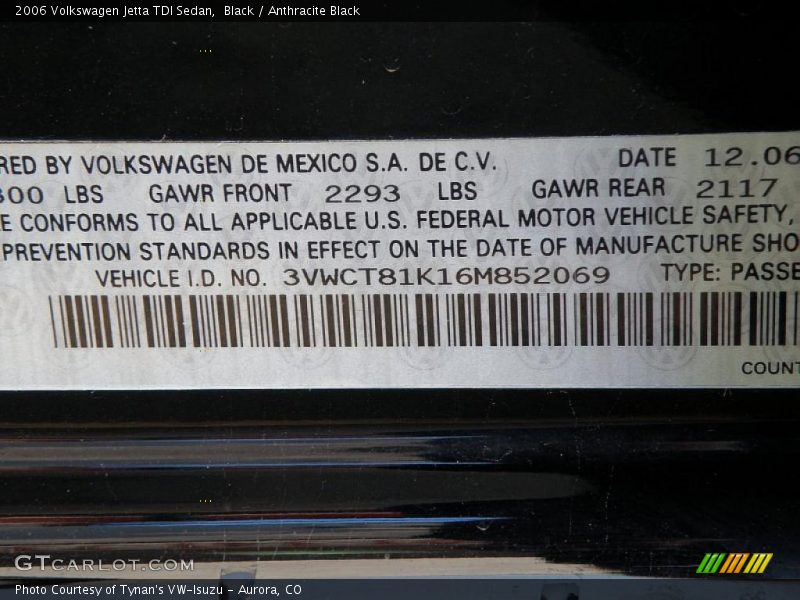 2006 Volkswagen Jetta TDI Sedan, Black / Anthracite Black
RED BY VOLKSWAGEN DE MEXICO S.A. DE C.V. DATE 12.06
300 LBS GAWR FRONT 2293 LBS GAWR REAR 2117
E CONFORMS TO ALL APPLICABLE U.S. FEDERAL MOTOR VEHICLE SAFETY,
PREVENTION STANDARDS IN EFFECT ON THE DATE OF MANUFACTURE SHO
VEHICLE I.D. NO. 3VWCT81K16M852069 TYPE: PASSE
COUNT
GTCARLOT.COM
Photo Courtesy of Tynan's VW-Isuzu - Aurora, CO